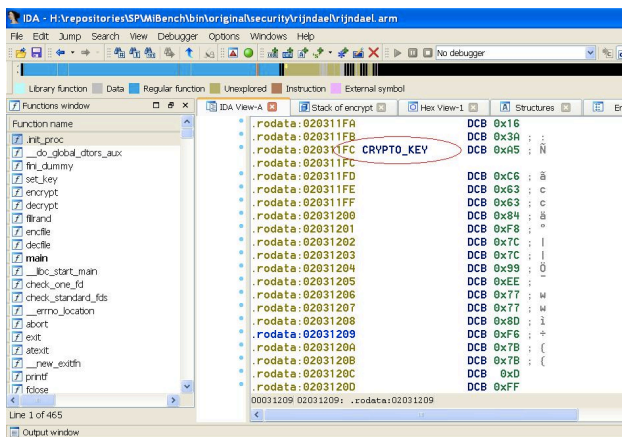 IDA - H:\repositories\SP\MiBench\bin\original\security\rijndael\rijndael.arm
File Edit Jump Search View Debugger Options Windows Help
No debugger
Library function Data Regular function Unexplored Instruction External symbol
Functions window
IDA View-A Stack of encrypt Hex View-1 Structures En
Function name
.init_proc
__do_global_dtors_aux
fini_dummy
set_key
encrypt
decrypt
fillrand
encfile
decfile
main
__libc_start_main
check_one_fd
check_standard_fds
__errno_location
abort
exit
atexit
__new_exitfn
printf
fclose
Line 1 of 465
.rodata:020311FA DCB 0x16
.rodata:020311FB DCB 0x3A ; :
.rodata:020311FC CRYPTO_KEY DCB 0xA5 ; Ñ
.rodata:020311FC
.rodata:020311FD DCB 0xC6 ; ã
.rodata:020311FE DCB 0x63 ; c
.rodata:020311FF DCB 0x63 ; c
.rodata:02031200 DCB 0x84 ; ä
.rodata:02031201 DCB 0xF8 ; °
.rodata:02031202 DCB 0x7C ; |
.rodata:02031203 DCB 0x7C ; |
.rodata:02031204 DCB 0x99 ; Ö
.rodata:02031205 DCB 0xEE ; ¯
.rodata:02031206 DCB 0x77 ; w
.rodata:02031207 DCB 0x77 ; w
.rodata:02031208 DCB 0x8D ; ì
.rodata:02031209 DCB 0xF6 ; ÷
.rodata:0203120A DCB 0x7B ; {
.rodata:0203120B DCB 0x7B ; {
.rodata:0203120C DCB 0xD
.rodata:0203120D DCB 0xFF
00031209 02031209: .rodata:02031209
Output window